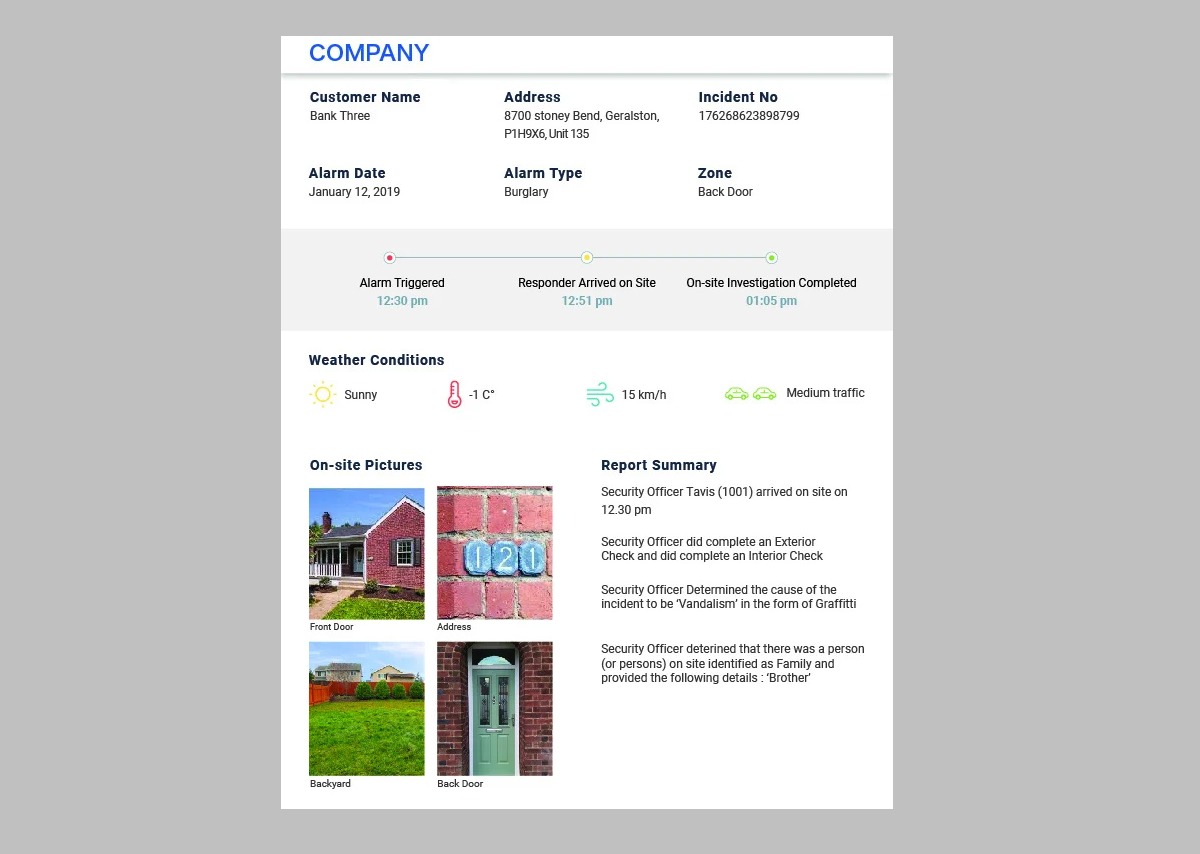 COMPANY
Customer Name
Bank Three
Address
8700 stoney Bend, Geralston,
P1H9X6, Unit 135
Incident No
176268623898799
Alarm Date
January 12, 2019
Alarm Type
Burglary
Zone
Back Door
Alarm Triggered
12:30 pm
Responder Arrived on Site
12:51 pm
On-site Investigation Completed
01:05 pm
Weather Conditions
Sunny
-1 C°
15 km/h
Medium traffic
On-site Pictures
121
Front Door
Address
Backyard
Back Door
Report Summary
Security Officer Tavis (1001) arrived on site on
12.30 pm
Security Officer did complete an Exterior
Check and did complete an Interior Check
Security Officer Determined the cause of the
incident to be ‘Vandalism’ in the form of Graffitti
Security Officer deterined that there was a person
(or persons) on site identified as Family and
provided the following details : ‘Brother’